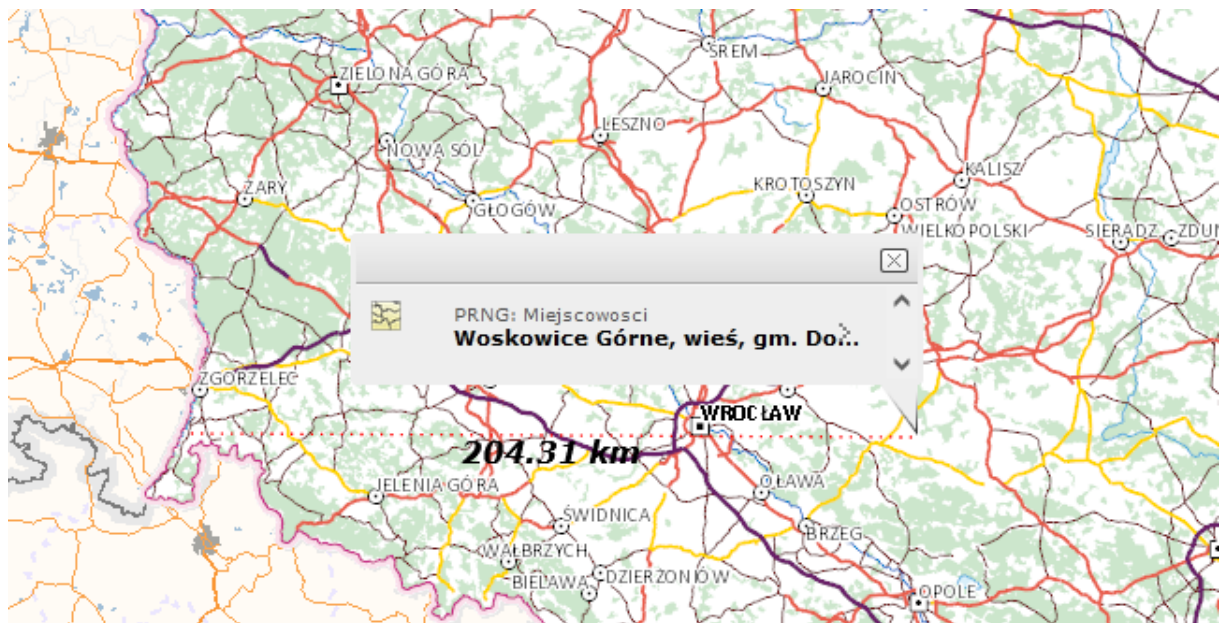 ŚREM
ZIELONA GÓRA
JAROCIN
LESZNO
NOWA SÓL
KALISZ
ŻARY
KROTOSZYN
GŁOGÓW
OSTRÓW
WIELKOPOLSKI
SIERADZ
ZDUŃ
PRNG: Miejscowosci
Woskowice Górne, wieś, gm. Do...
ZGORZELEC
WROCŁAW
204.31 km
JELENIA GÓRA
OŁAWA
ŚWIDNICA
BRZEG
WAŁBRZYCH
BIELAWA
DZIERŻONIÓW
OPOLE